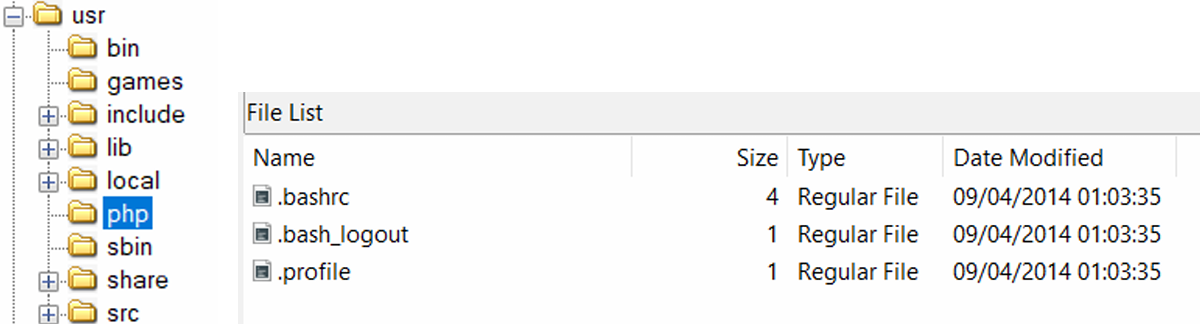 usr
bin
games
include
lib
local
php
sbin
share
src
File List
Name Size Type Date Modified
.bashrc 4 Regular File 09/04/2014 01:03:35
.bash_logout 1 Regular File 09/04/2014 01:03:35
.profile 1 Regular File 09/04/2014 01:03:35